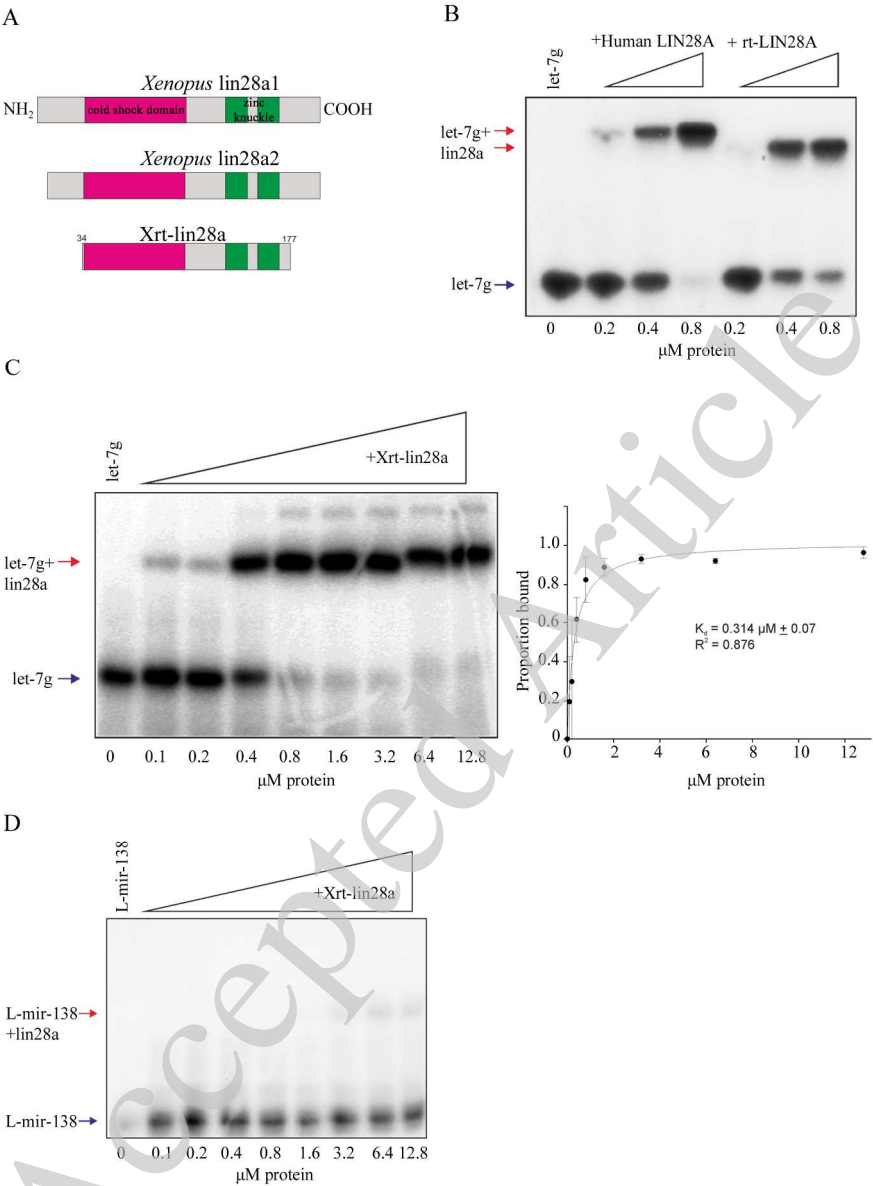 A
Xenopus lin28a1
NH2
cold shock domain
zinc
knuckle
COOH
Xenopus lin28a2
Xrt-lin28a
34
177
B
let-7g
+Human LIN28A
+ rt-LIN28A
let-7g+
lin28a
let-7g
0 0.2 0.4 0.8 0.2 0.4 0.8
μM protein
C
let-7g
+Xrt-lin28a
let-7g+
lin28a
let-7g
0 0.1 0.2 0.4 0.8 1.6 3.2 6.4 12.8
μM protein
Proportion bound
1.0
0.8
0.6
0.4
0.2
0
Kd = 0.314 μM ± 0.07
R² = 0.876
0 2 4 6 8 10 12
μM protein
D
L-mir-138
+Xrt-lin28a
L-mir-138
+lin28a
L-mir-138
0 0.1 0.2 0.4 0.8 1.6 3.2 6.4 12.8
μM protein
Accepted Article